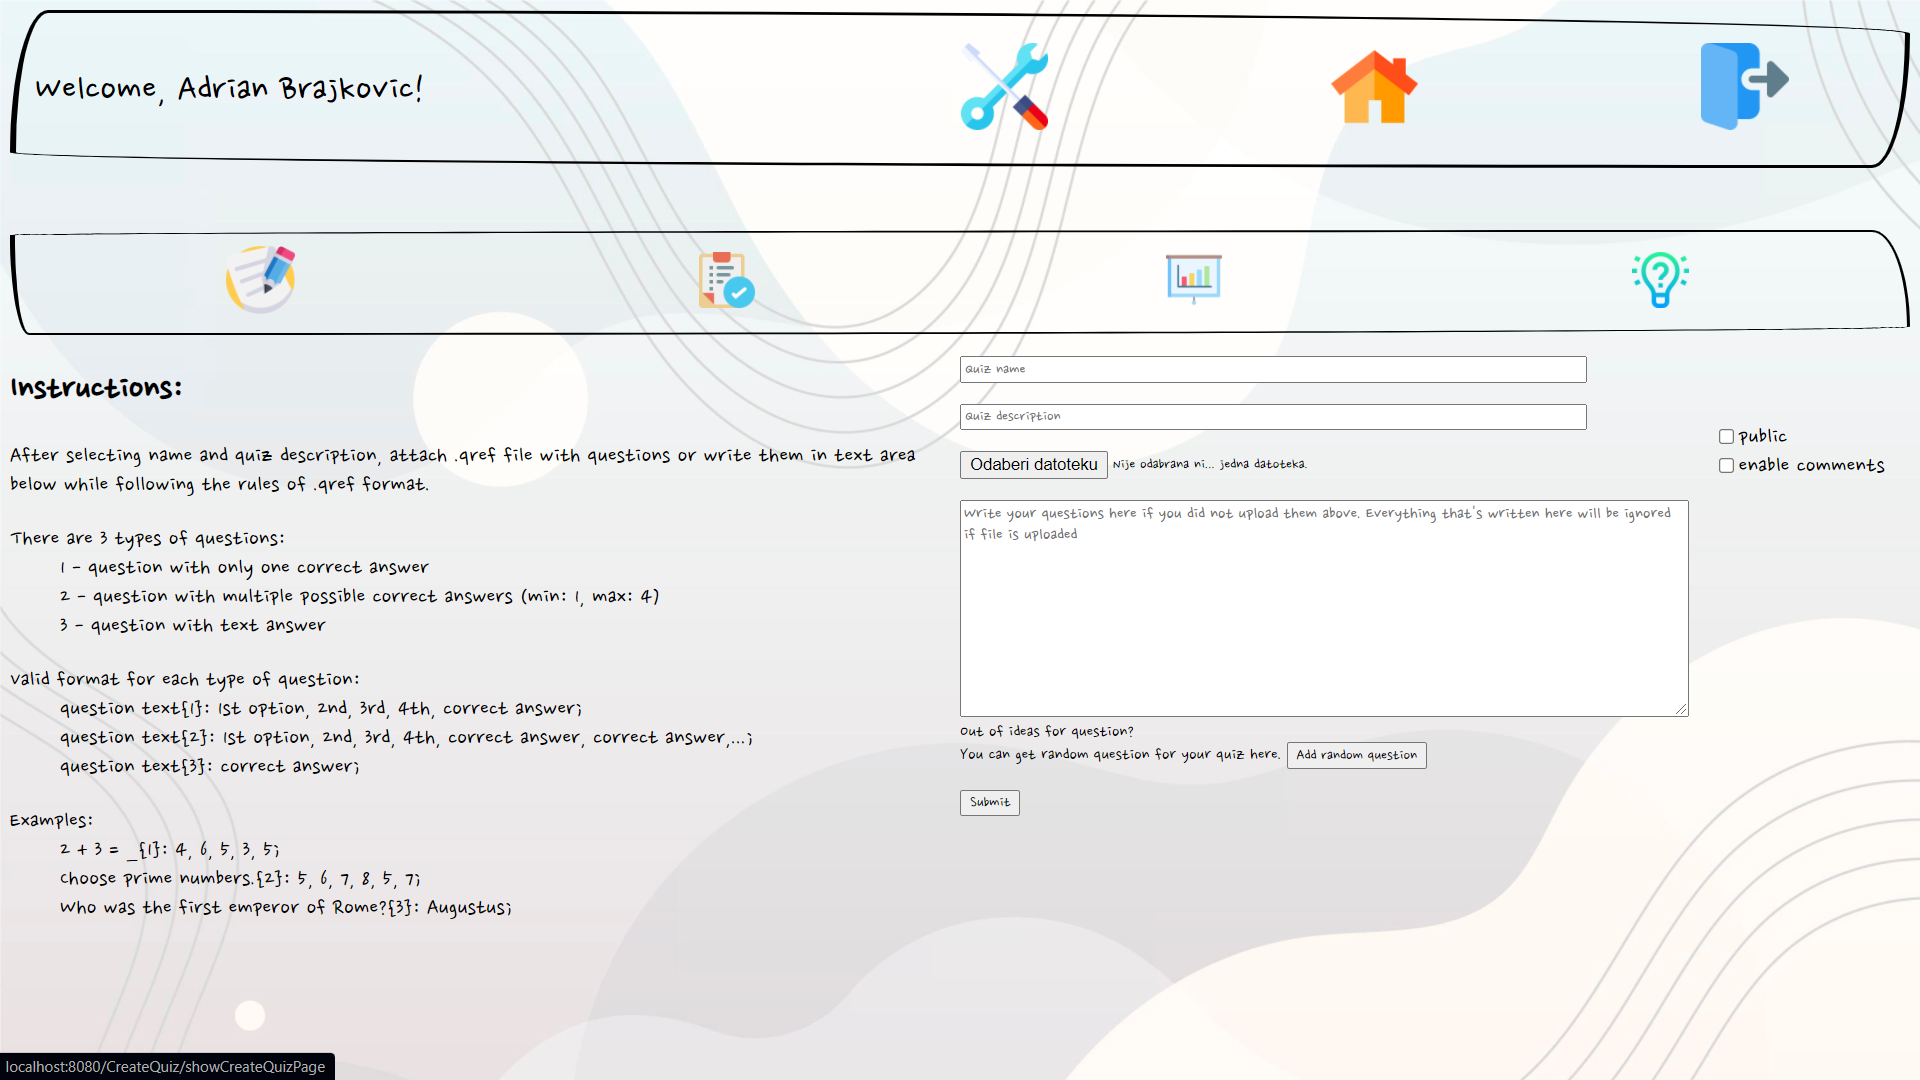 Welcome, Adrian Brajkovic!
Instructions:
After selecting name and quiz description, attach .qref file with questions or write them in text area
below while following the rules of .qref format.
There are 3 types of questions:
1 - question with only one correct answer
2 - question with multiple possible correct answers (min: 1, max: 4)
3 - question with text answer
Valid format for each type of question:
question text{1}: 1st option, 2nd, 3rd, 4th, correct answer;
question text{2}: 1st option, 2nd, 3rd, 4th, correct answer, correct answer,...;
question text{3}: correct answer;
Examples:
2 + 3 = _{1}: 4, 6, 5, 3, 5;
Choose prime numbers.{2}: 5, 6, 7, 8, 5, 7;
Who was the first emperor of Rome?{3}: Augustus;
Quiz name
Quiz description
Odaberi datoteku Nije odabrana ni... jedna datoteka.
public
enable comments
Write your questions here if you did not upload them above. Everything that's written here will be ignored
if file is uploaded
Out of ideas for question?
You can get random question for your quiz here. Add random question
Submit
localhost:8080/CreateQuiz/showCreateQuizPage